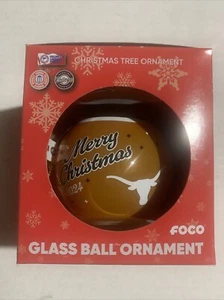 CHRISTMAS TREE ORNAMENT
Merry
Christmas
2024
FOCO
GLASS BALL ORNAMENT